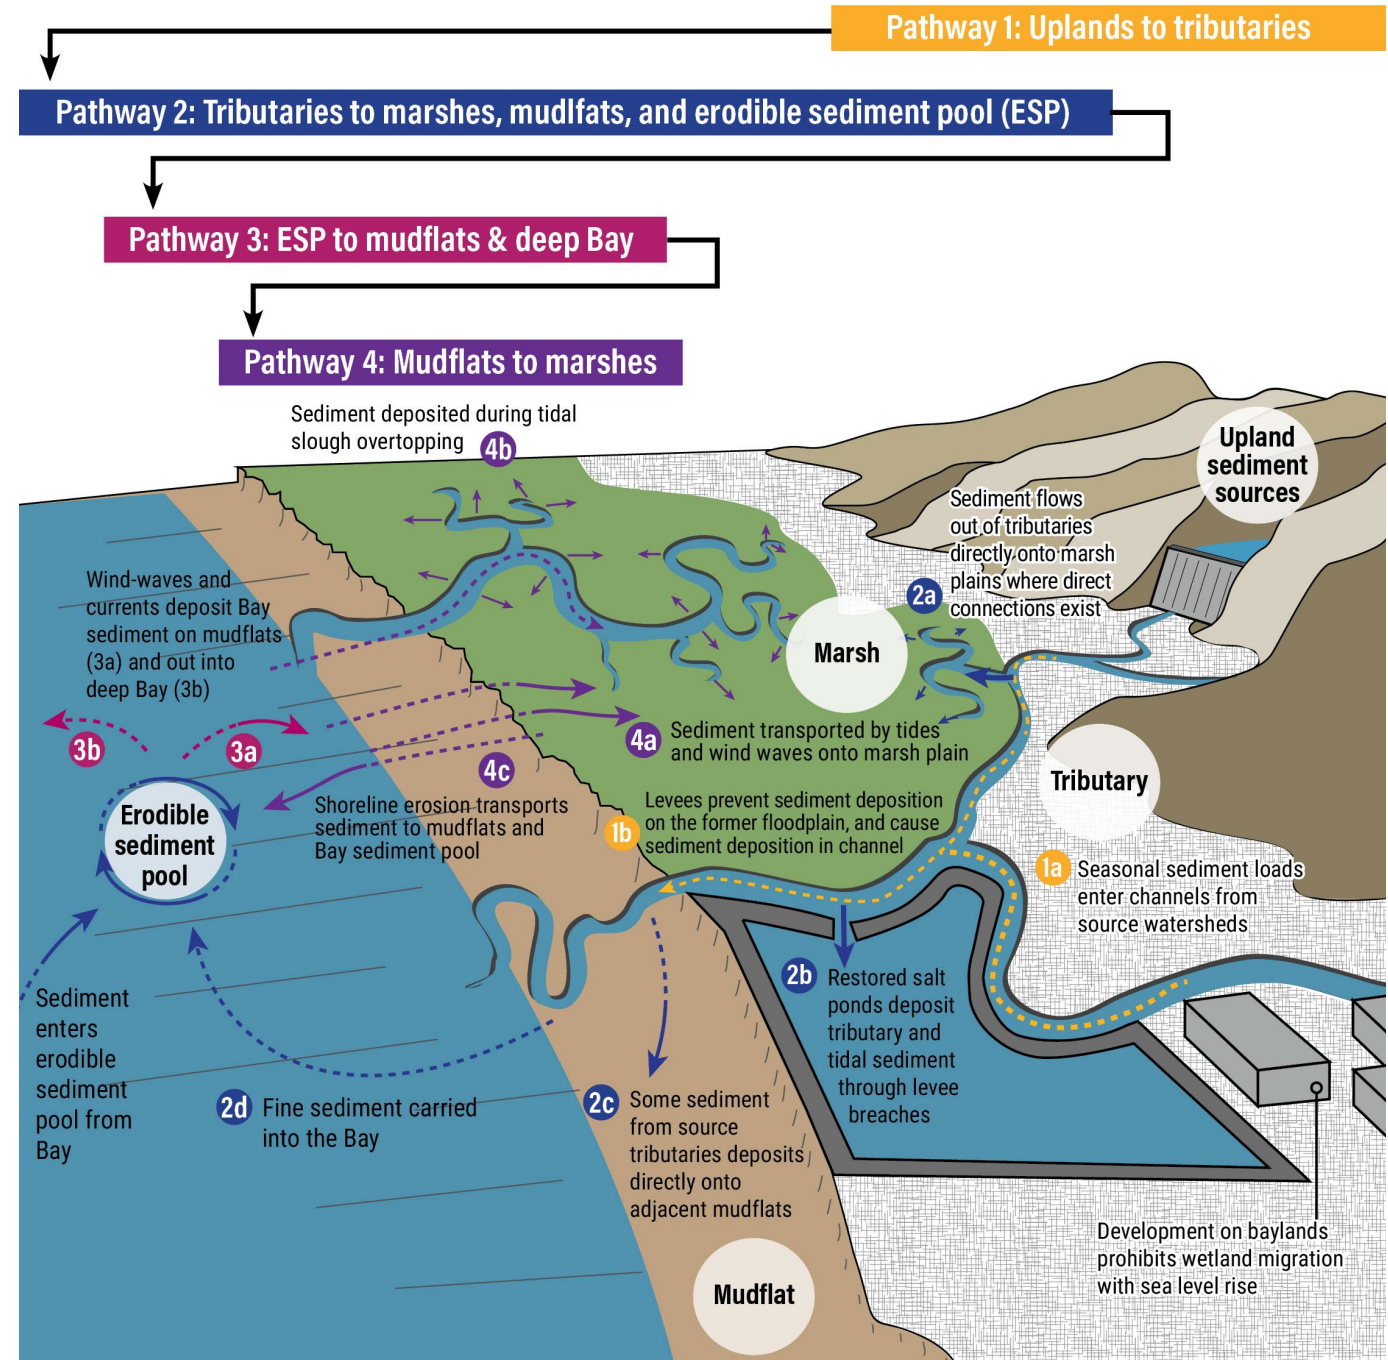 Pathway 1: Uplands to tributaries
Pathway 2: Tributaries to marshes, mudlfats, and erodible sediment pool (ESP)
Pathway 3: ESP to mudflats & deep Bay
Pathway 4: Mudflats to marshes
Sediment deposited during tidal
slough overtopping
4b
Upland
sediment
sources
Sediment flows
out of tributaries
directly onto marsh
plains where direct
connections exist
2a
Wind-waves and
currents deposit Bay
sediment on mudflats
(3a) and out into
deep Bay (3b)
Marsh
3b
3a
4a
Sediment transported by tides
and wind waves onto marsh plain
4c
Shoreline erosion transports
sediment to mudflats and
Bay sediment pool
Tributary
Erodible
sediment
pool
1b
Levees prevent sediment deposition
on the former floodplain, and cause
sediment deposition in channel
1a
Seasonal sediment loads
enter channels from
source watersheds
2b
Restored salt
ponds deposit
tributary and
tidal sediment
through levee
breaches
Sediment
enters
erodible
sediment
pool from
Bay
2d
Fine sediment carried
into the Bay
2c
Some sediment
from source
tributaries deposits
directly onto
adjacent mudflats
Mudflat
Development on baylands
prohibits wetland migration
with sea level rise